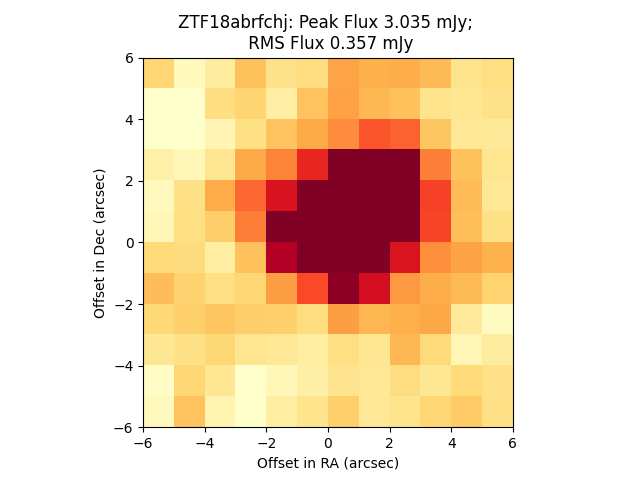 ZTF18abrfchj: Peak Flux 3.035 mJy;
RMS Flux 0.357 mJy
6
4
2
0
−2
−4
−6
Offset in Dec (arcsec)
−6 −4 −2 0 2 4 6
Offset in RA (arcsec)